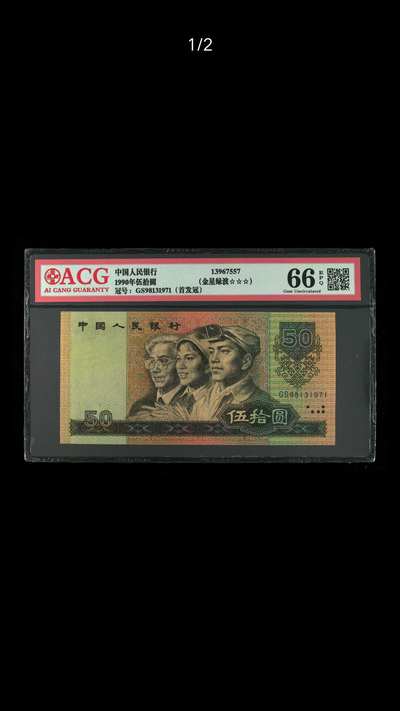 1/2
ACG
AI CANG GUARANTY
中国人民银行
1990年伍拾圆
冠号: GS98131971 (首发冠)
13967557
(金星绿波☆☆☆)
66 EPQ
Gem Uncirculated
中国人民银行
50
GS98131971
50
伍拾圆